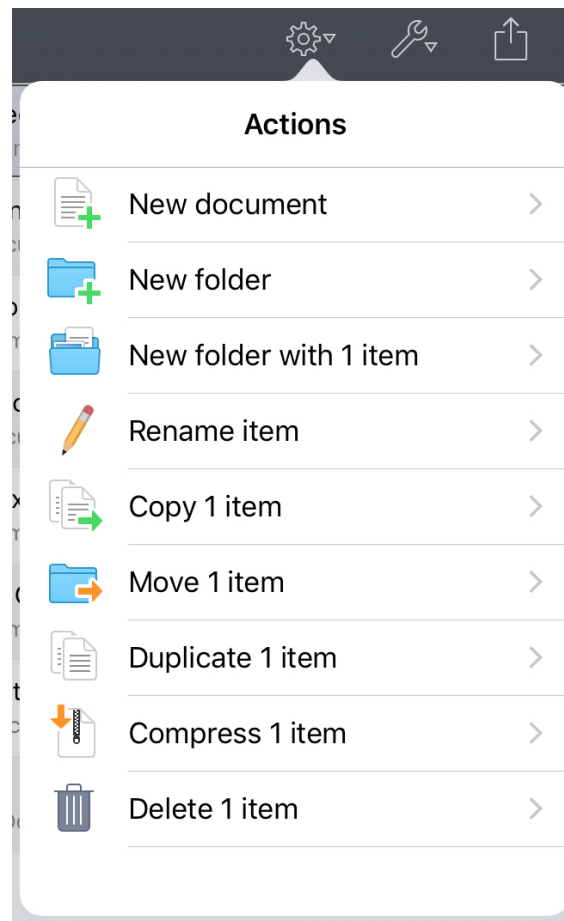 Actions
New document
New folder
New folder with 1 item
Rename item
Copy 1 item
Move 1 item
Duplicate 1 item
Compress 1 item
Delete 1 item